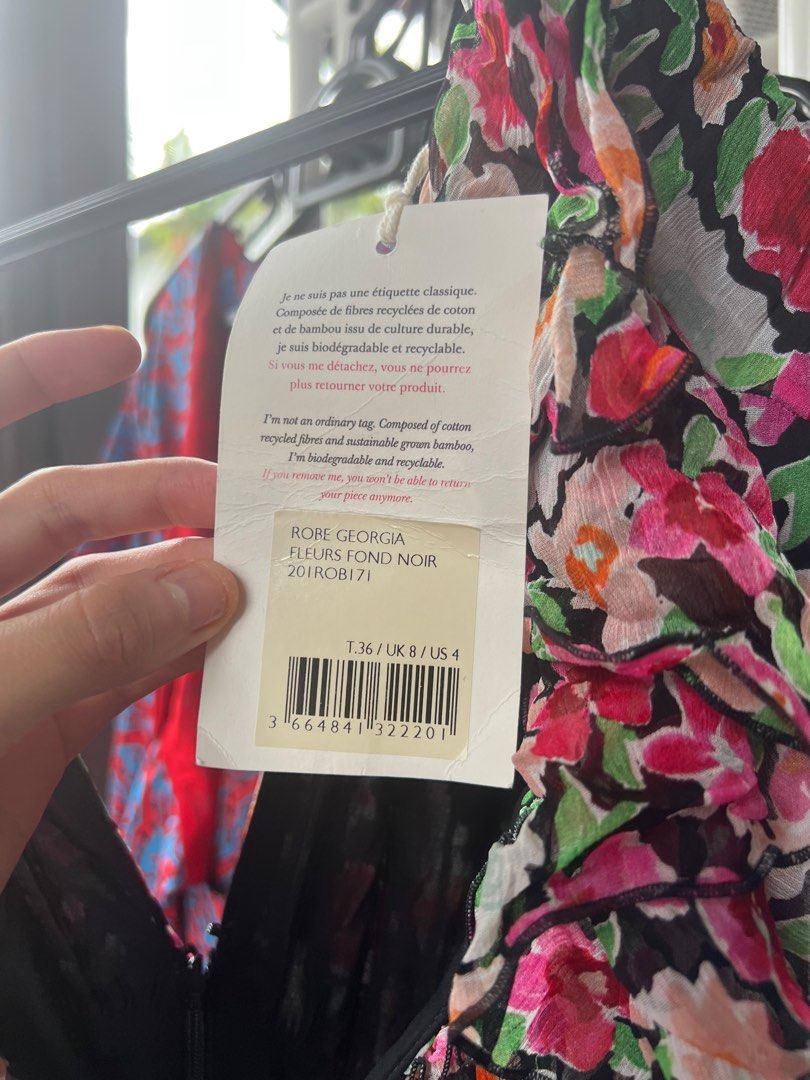 Je ne suis pas une étiquette classique.
Composée de fibres recyclées de coton
et de bambou issu de culture durable,
je suis biodégradable et recyclable.
Si vous me détachez, vous ne pourrez
plus retourner votre produit.
I'm not an ordinary tag. Composed of cotton
recycled fibres and sustainable grown bamboo,
I'm biodegradable and recyclable.
If you remove me, you won't be able to return
your piece anymore.
ROBE GEORGIA
FLEURS FOND NOIR
201ROB171
T.36 / UK 8 / US 4
3 664841 322201